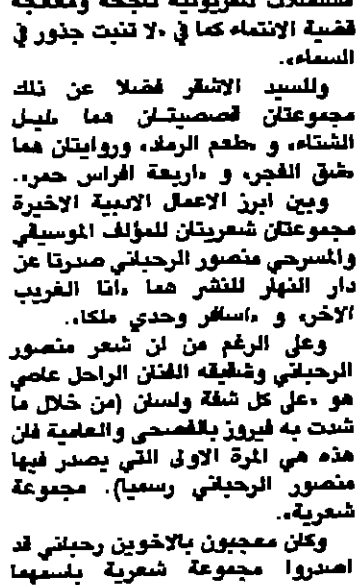 مسلسلات تلفزيونية ناجحة ومعالجة
قضية الانتماء كما في «لا تنبت جذور في
السماء».
وللسيد الاشقر فضلا عن ذلك
مجموعتان قصصيتان هما «ليل
الشتاء» و «طعم الرماد» وروايتان هما
«شق الفجر» و «اربعة افراس حمر».
وبين ابرز الاعمال الادبية الاخيرة
مجموعتان شعريتان للمؤلف الموسيقي
والمسرحي منصور الرحباني صدرتا عن
دار النهار للنشر هما «انا الغريب
الاخر» و «اسافر وحدي ملكا».
وعلى الرغم من ان شعر منصور
الرحباني وشقيقه الفنان الراحل عاصي
هو «على كل شفة ولسان (من خلال ما
شدت به فيروز بالفصحى والعامية فان
هذه هي المرة الاولى التي يصدر فيها
منصور الرحباني رسميا). مجموعة
شعرية».
وكان معجبون بالاخوين رحباني قد
اصدروا مجموعة شعرية باسمهما